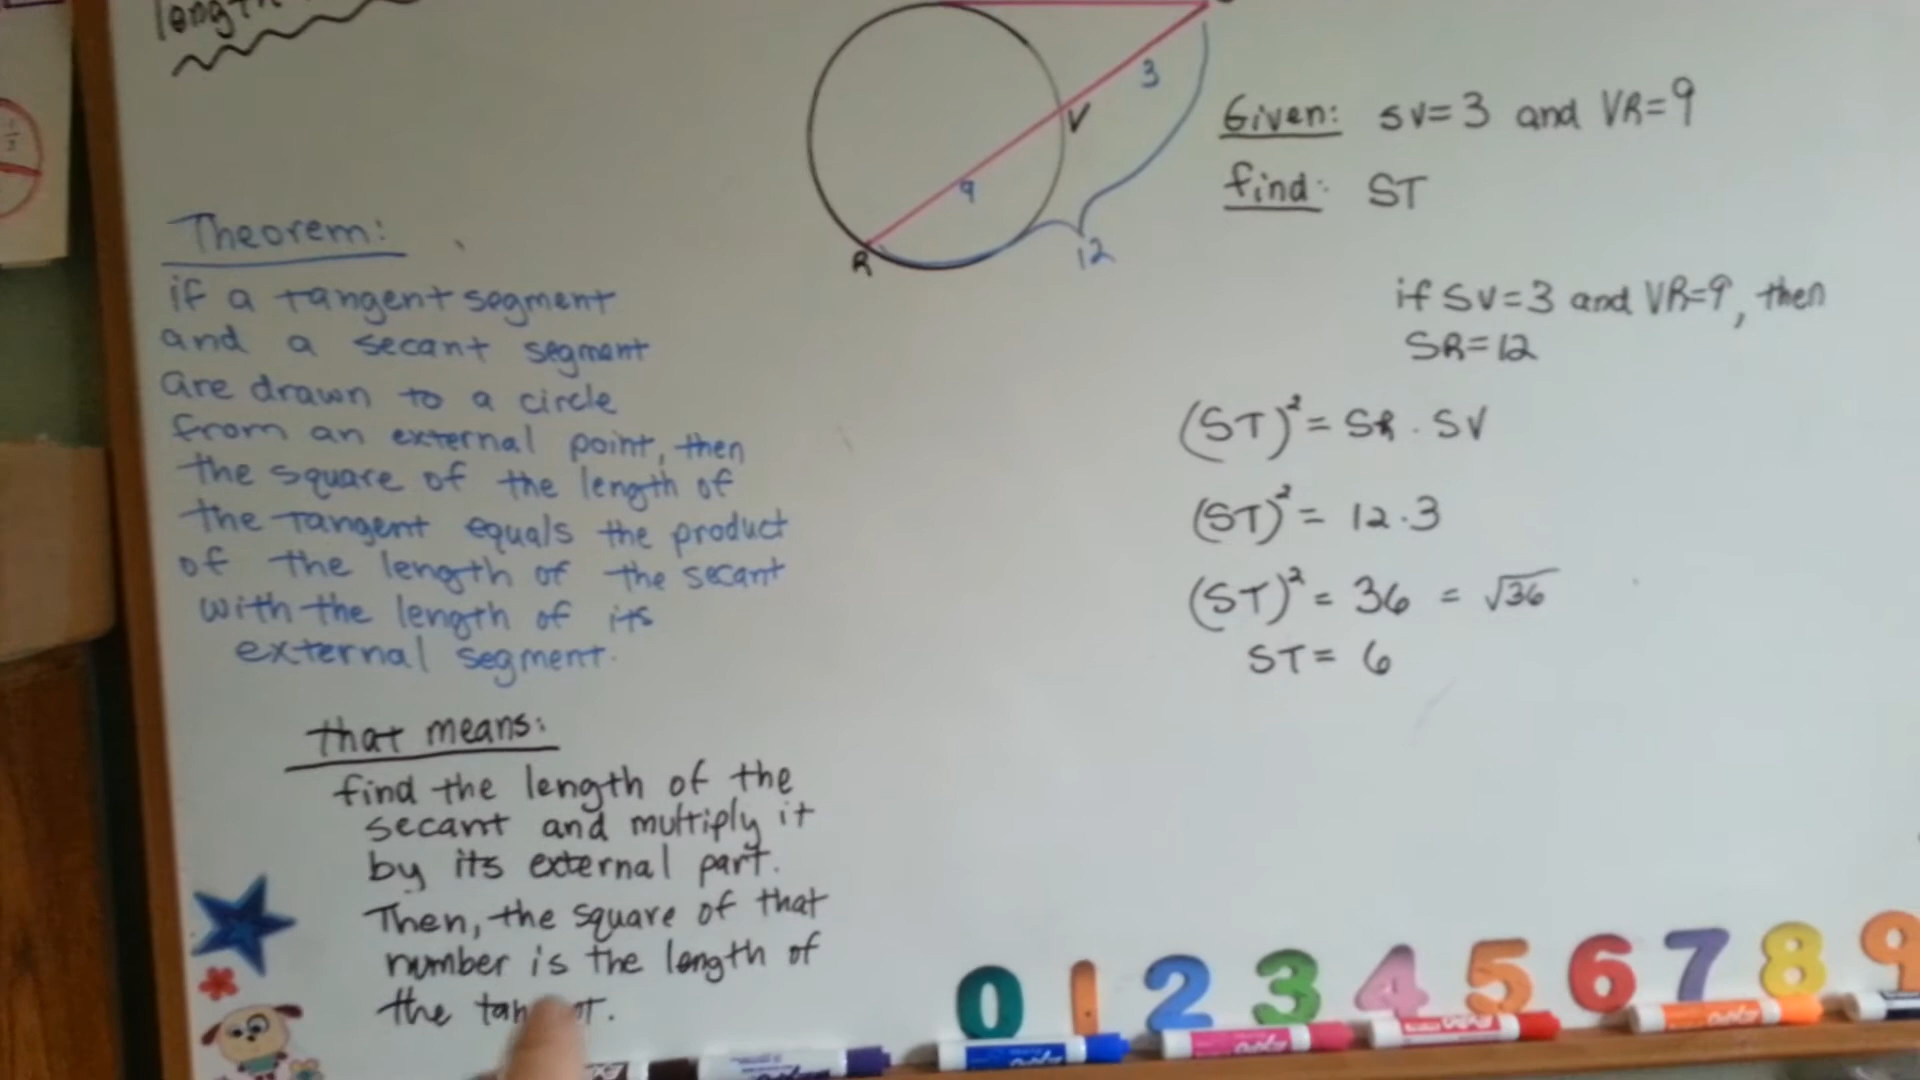 length
3
V
9
R
12
Given: SV=3 and VR=9
find: ST
if SV=3 and VR=9, then
SR=12
(ST)² = SR · SV
(ST)² = 12 · 3
(ST)² = 36 = √36
ST = 6
Theorem:
if a tangent segment
and a secant segment
are drawn to a circle
from an external point, then
the square of the length of
the tangent equals the product
of the length of the secant
with the length of its
external segment.
that means:
find the length of the
secant and multiply it
by its external part.
Then, the square of that
number is the length of
the
0 1 2 3 4 5 6 7 8 9